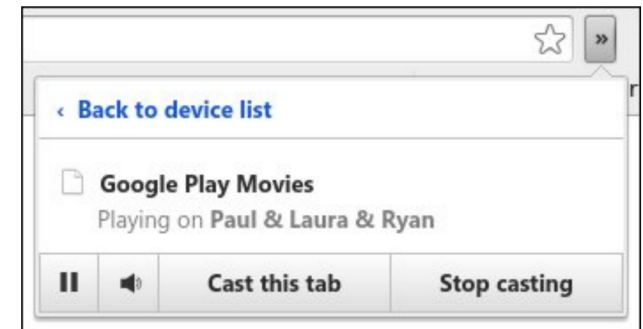 »
‹ Back to device list
Google Play Movies
Playing on Paul & Laura & Ryan
Cast this tab
Stop casting